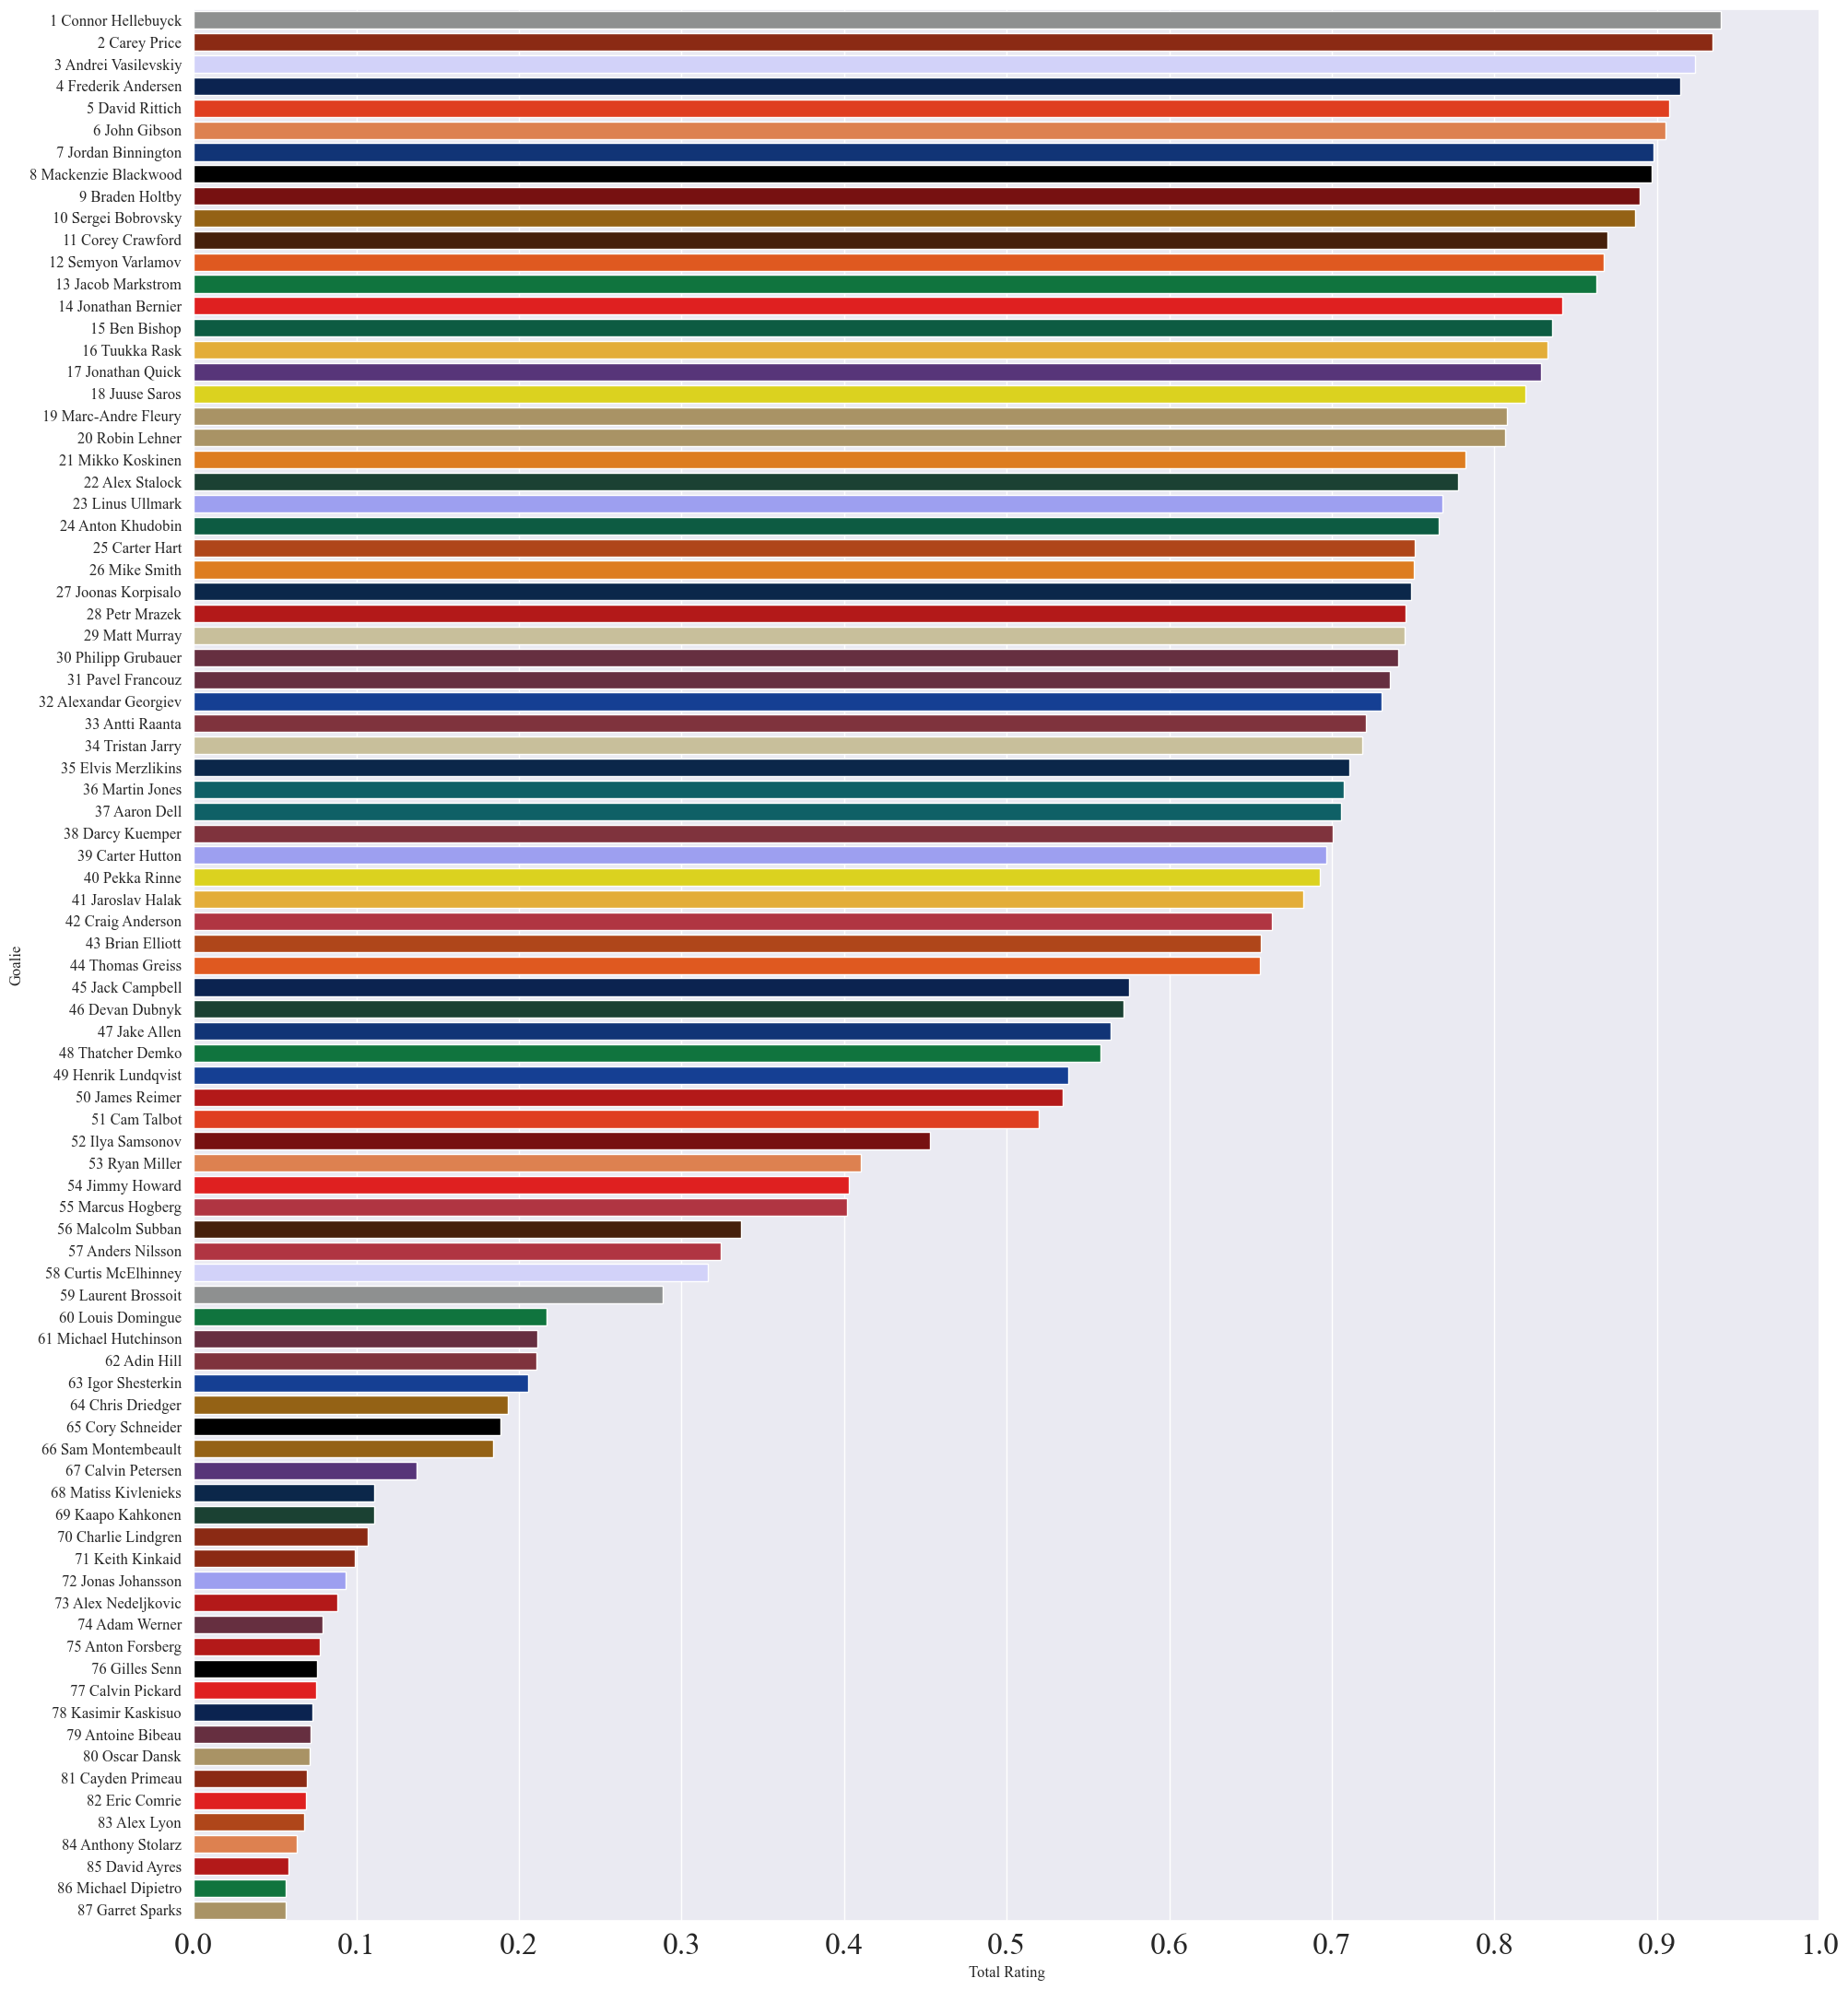 1 Connor Hellebuyck
2 Carey Price
3 Andrei Vasilevskiy
4 Frederik Andersen
5 David Rittich
6 John Gibson
7 Jordan Binnington
8 Mackenzie Blackwood
9 Braden Holtby
10 Sergei Bobrovsky
11 Corey Crawford
12 Semyon Varlamov
13 Jacob Markstrom
14 Jonathan Bernier
15 Ben Bishop
16 Tuukka Rask
17 Jonathan Quick
18 Juuse Saros
19 Marc-Andre Fleury
20 Robin Lehner
21 Mikko Koskinen
22 Alex Stalock
23 Linus Ullmark
24 Anton Khudobin
25 Carter Hart
26 Mike Smith
27 Joonas Korpisalo
28 Petr Mrazek
29 Matt Murray
30 Philipp Grubauer
31 Pavel Francouz
32 Alexandar Georgiev
33 Antti Raanta
34 Tristan Jarry
35 Elvis Merzlikins
36 Martin Jones
37 Aaron Dell
38 Darcy Kuemper
39 Carter Hutton
40 Pekka Rinne
41 Jaroslav Halak
42 Craig Anderson
43 Brian Elliott
44 Thomas Greiss
45 Jack Campbell
46 Devan Dubnyk
47 Jake Allen
48 Thatcher Demko
49 Henrik Lundqvist
50 James Reimer
51 Cam Talbot
52 Ilya Samsonov
53 Ryan Miller
54 Jimmy Howard
55 Marcus Hogberg
56 Malcolm Subban
57 Anders Nilsson
58 Curtis McElhinney
59 Laurent Brossoit
60 Louis Domingue
61 Michael Hutchinson
62 Adin Hill
63 Igor Shesterkin
64 Chris Driedger
65 Cory Schneider
66 Sam Montembeault
67 Calvin Petersen
68 Matiss Kivlenieks
69 Kaapo Kahkonen
70 Charlie Lindgren
71 Keith Kinkaid
72 Jonas Johansson
73 Alex Nedeljkovic
74 Adam Werner
75 Anton Forsberg
76 Gilles Senn
77 Calvin Pickard
78 Kasimir Kaskisuo
79 Antoine Bibeau
80 Oscar Dansk
81 Cayden Primeau
82 Eric Comrie
83 Alex Lyon
84 Anthony Stolarz
85 David Ayres
86 Michael Dipietro
87 Garret Sparks
Goalie
0.0 0.1 0.2 0.3 0.4 0.5 0.6 0.7 0.8 0.9 1.0
Total Rating